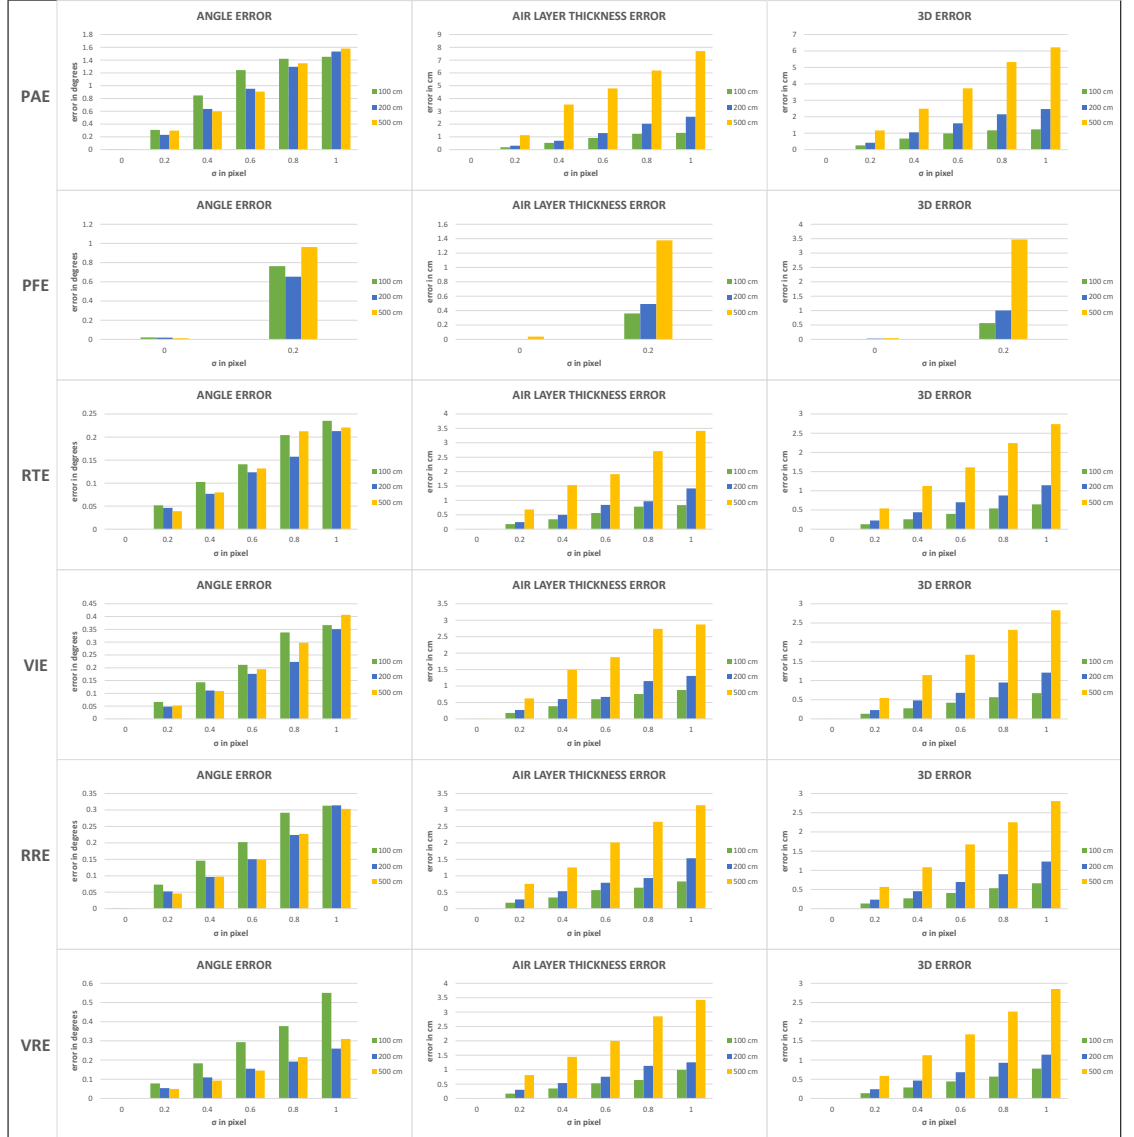 PAE
ANGLE ERROR
error in degrees
1.8
1.6
1.4
1.2
1
0.8
0.6
0.4
0.2
0
0 0.2 0.4 0.6 0.8 1
σ in pixel
100 cm
200 cm
500 cm
AIR LAYER THICKNESS ERROR
error in cm
9
8
7
6
5
4
3
2
1
0
0 0.2 0.4 0.6 0.8 1
σ in pixel
100 cm
200 cm
500 cm
3D ERROR
error in cm
7
6
5
4
3
2
1
0
0 0.2 0.4 0.6 0.8 1
σ in pixel
100 cm
200 cm
500 cm
PFE
ANGLE ERROR
error in degrees
1.2
1
0.8
0.6
0.4
0.2
0
0 0.2
σ in pixel
100 cm
200 cm
500 cm
AIR LAYER THICKNESS ERROR
error in cm
1.6
1.4
1.2
1
0.8
0.6
0.4
0.2
0
0 0.2
σ in pixel
100 cm
200 cm
500 cm
3D ERROR
error in cm
4
3.5
3
2.5
2
1.5
1
0.5
0
0 0.2
σ in pixel
100 cm
200 cm
500 cm
RTE
ANGLE ERROR
error in degrees
0.25
0.2
0.15
0.1
0.05
0
0 0.2 0.4 0.6 0.8 1
σ in pixel
100 cm
200 cm
500 cm
AIR LAYER THICKNESS ERROR
error in cm
4
3.5
3
2.5
2
1.5
1
0.5
0
0 0.2 0.4 0.6 0.8 1
σ in pixel
100 cm
200 cm
500 cm
3D ERROR
error in cm
3
2.5
2
1.5
1
0.5
0
0 0.2 0.4 0.6 0.8 1
σ in pixel
100 cm
200 cm
500 cm
VIE
ANGLE ERROR
error in degrees
0.45
0.4
0.35
0.3
0.25
0.2
0.15
0.1
0.05
0
0 0.2 0.4 0.6 0.8 1
σ in pixel
100 cm
200 cm
500 cm
AIR LAYER THICKNESS ERROR
error in cm
3.5
3
2.5
2
1.5
1
0.5
0
0 0.2 0.4 0.6 0.8 1
σ in pixel
100 cm
200 cm
500 cm
3D ERROR
error in cm
3
2.5
2
1.5
1
0.5
0
0 0.2 0.4 0.6 0.8 1
σ in pixel
100 cm
200 cm
500 cm
RRE
ANGLE ERROR
error in degrees
0.35
0.3
0.25
0.2
0.15
0.1
0.05
0
0 0.2 0.4 0.6 0.8 1
σ in pixel
100 cm
200 cm
500 cm
AIR LAYER THICKNESS ERROR
error in cm
3.5
3
2.5
2
1.5
1
0.5
0
0 0.2 0.4 0.6 0.8 1
σ in pixel
100 cm
200 cm
500 cm
3D ERROR
error in cm
3
2.5
2
1.5
1
0.5
0
0 0.2 0.4 0.6 0.8 1
σ in pixel
100 cm
200 cm
500 cm
VRE
ANGLE ERROR
error in degrees
0.6
0.5
0.4
0.3
0.2
0.1
0
0 0.2 0.4 0.6 0.8 1
σ in pixel
100 cm
200 cm
500 cm
AIR LAYER THICKNESS ERROR
error in cm
4
3.5
3
2.5
2
1.5
1
0.5
0
0 0.2 0.4 0.6 0.8 1
σ in pixel
100 cm
200 cm
500 cm
3D ERROR
error in cm
3
2.5
2
1.5
1
0.5
0
0 0.2 0.4 0.6 0.8 1
σ in pixel
100 cm
200 cm
500 cm